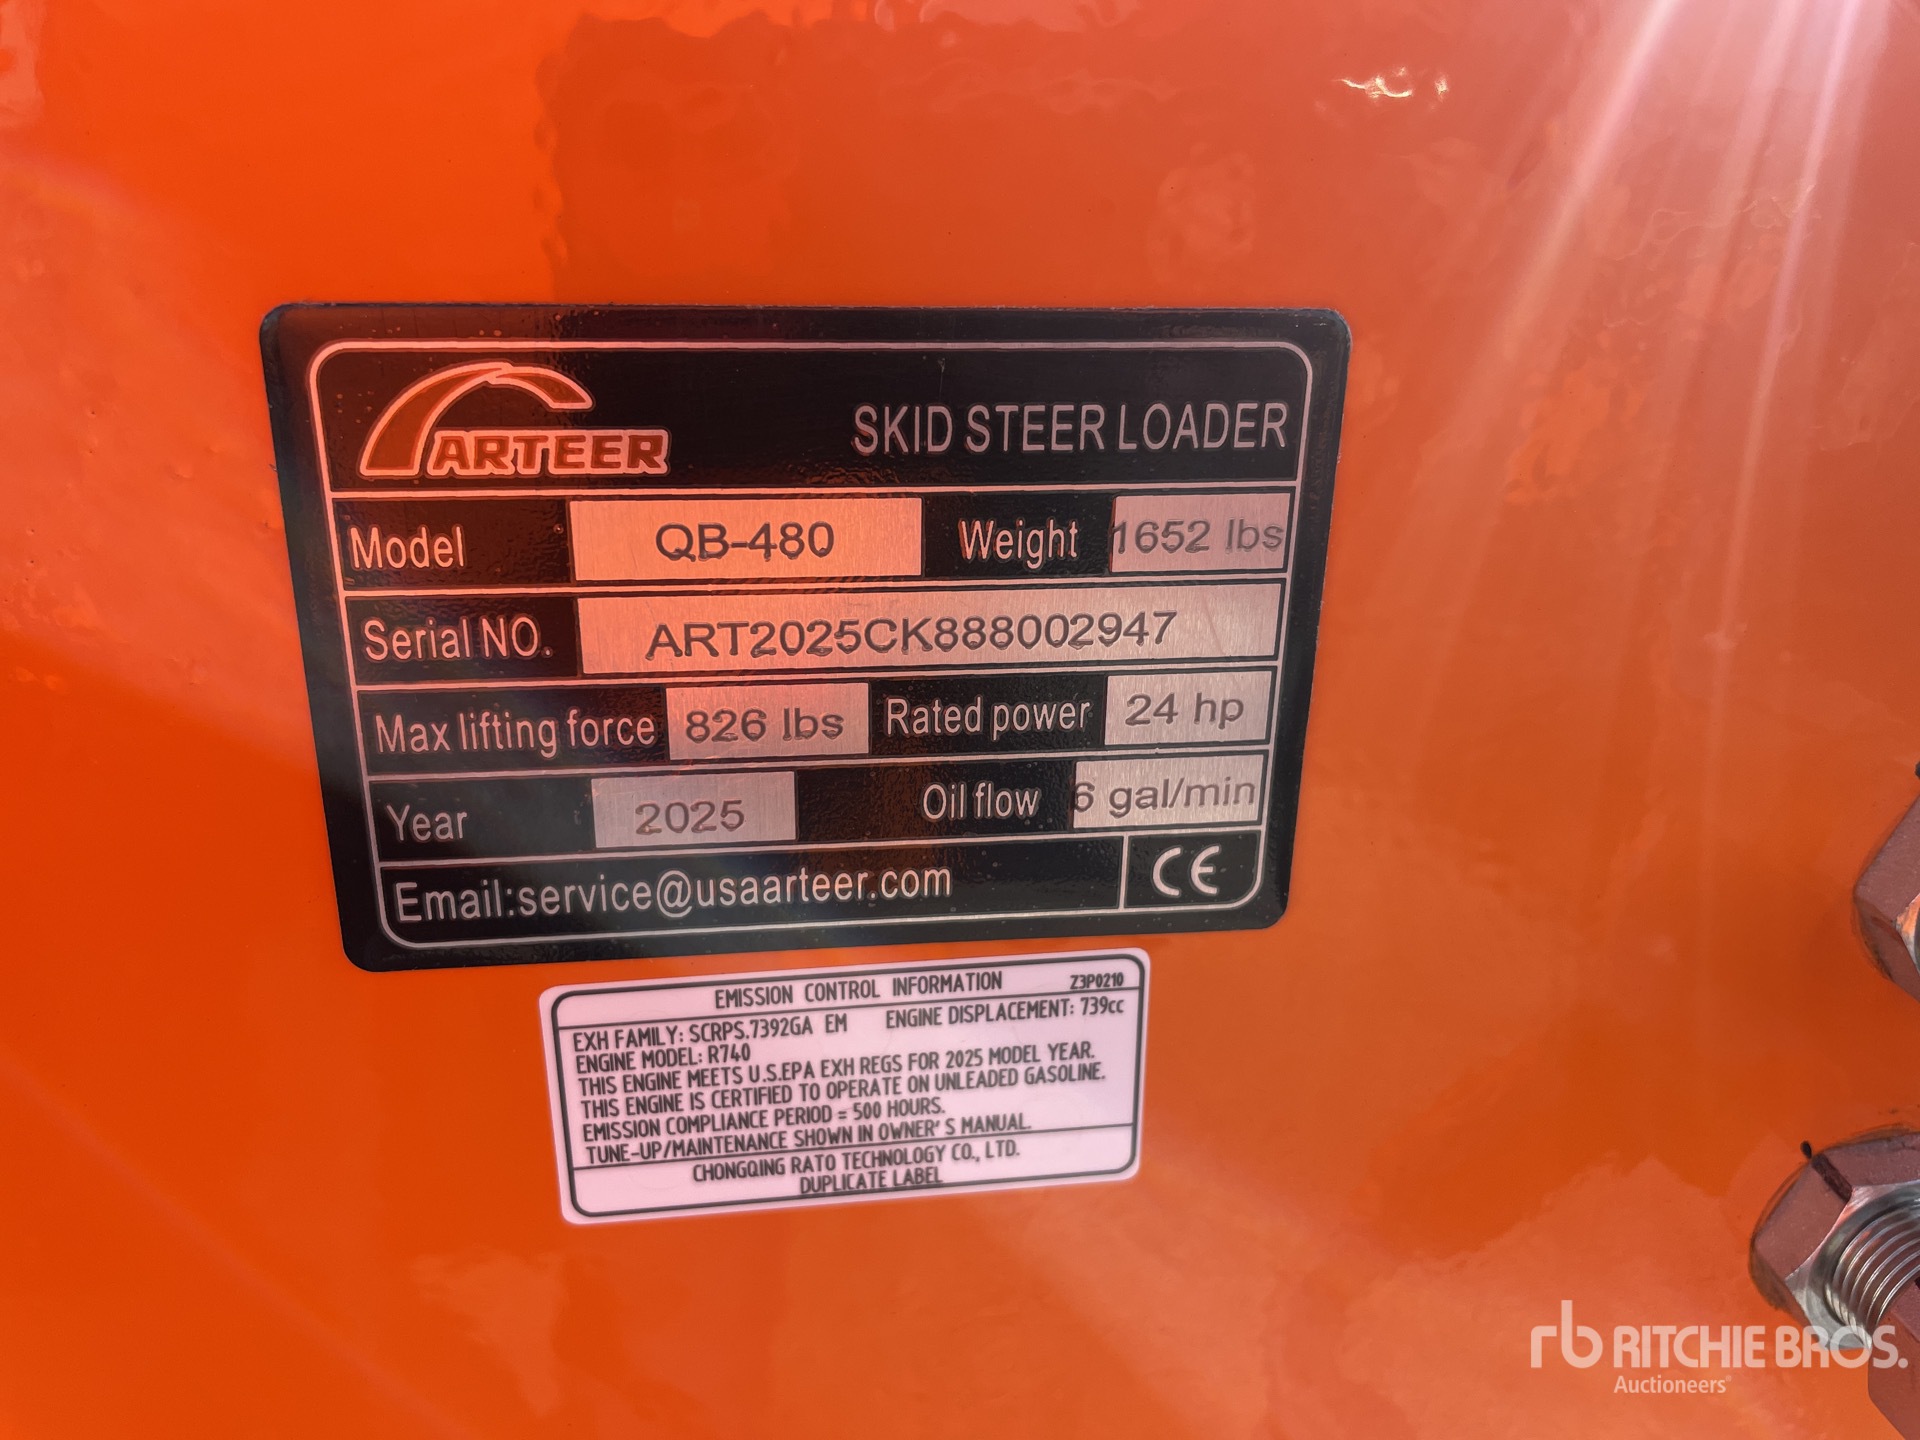 ARTEER SKID STEER LOADER
Model QB-480 Weight 1652 lbs
Serial NO. ART2025CK888002947
Max lifting force 826 lbs Rated power 24 hp
Year 2025 Oil flow 6 gal/min
Email:service@usaarteer.com CE
EMISSION CONTROL INFORMATION Z3P0210
EXH FAMILY: SCRPS.7392GA EM ENGINE DISPLACEMENT: 739cc
ENGINE MODEL: R740
THIS ENGINE MEETS U.S.EPA EXH REGS FOR 2025 MODEL YEAR.
THIS ENGINE IS CERTIFIED TO OPERATE ON UNLEADED GASOLINE.
EMISSION COMPLIANCE PERIOD = 500 HOURS.
TUNE-UP/MAINTENANCE SHOWN IN OWNER' S MANUAL.
CHONGQING RATO TECHNOLOGY CO., LTD.
DUPLICATE LABEL
rb RITCHIE BROS.
Auctioneers